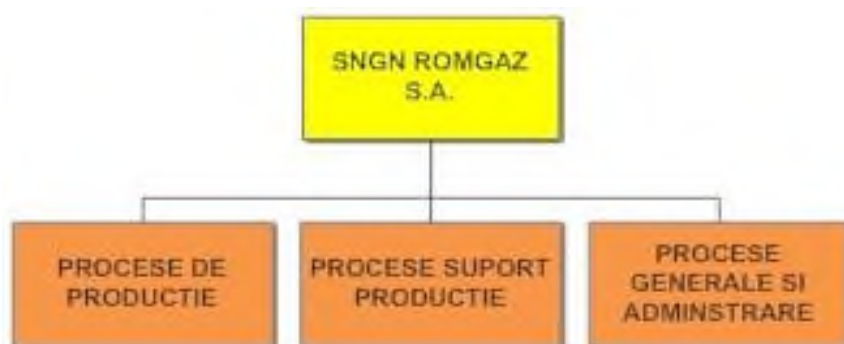 SNGN ROMGAZ
S.A.
PROCESE DE
PRODUCTIE
PROCESE SUPORT
PRODUCTIE
PROCESE
GENERALE SI
ADMINSTRARE